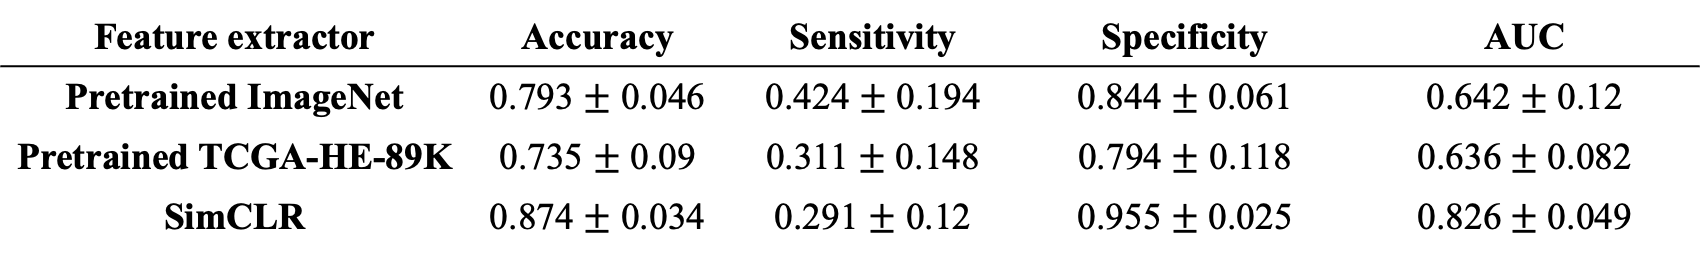 Feature extractor Accuracy Sensitivity Specificity AUC
Pretrained ImageNet 0.793 ± 0.046 0.424 ± 0.194 0.844 ± 0.061 0.642 ± 0.12
Pretrained TCGA-HE-89K 0.735 ± 0.09 0.311 ± 0.148 0.794 ± 0.118 0.636 ± 0.082
SimCLR 0.874 ± 0.034 0.291 ± 0.12 0.955 ± 0.025 0.826 ± 0.049